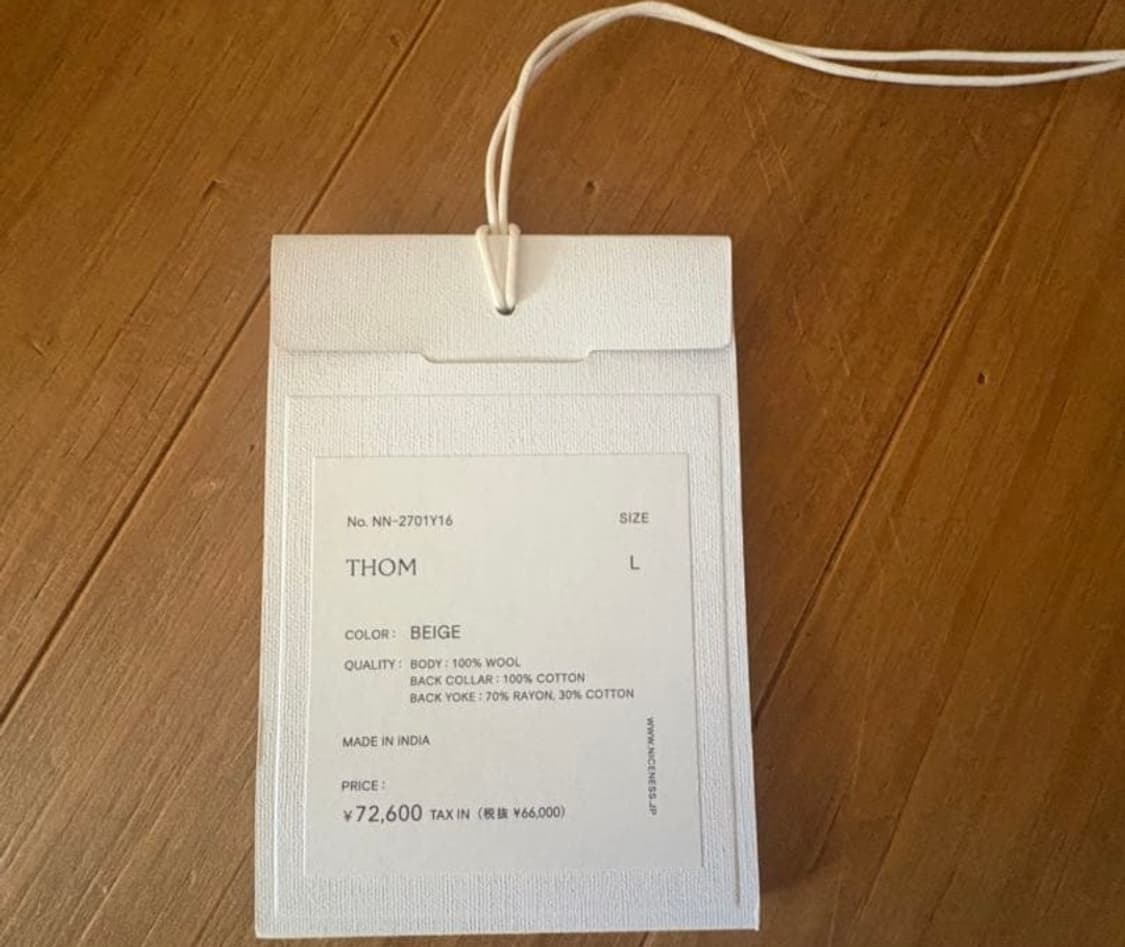 No. NN-2701Y16
SIZE
THOM
L
COLOR : BEIGE
QUALITY : BODY : 100% WOOL
BACK COLLAR : 100% COTTON
BACK YOKE : 70% RAYON, 30% COTTON
MADE IN INDIA
WWW.NICENESS.JP
PRICE :
¥72,600 TAX IN (税抜 ¥66,000)